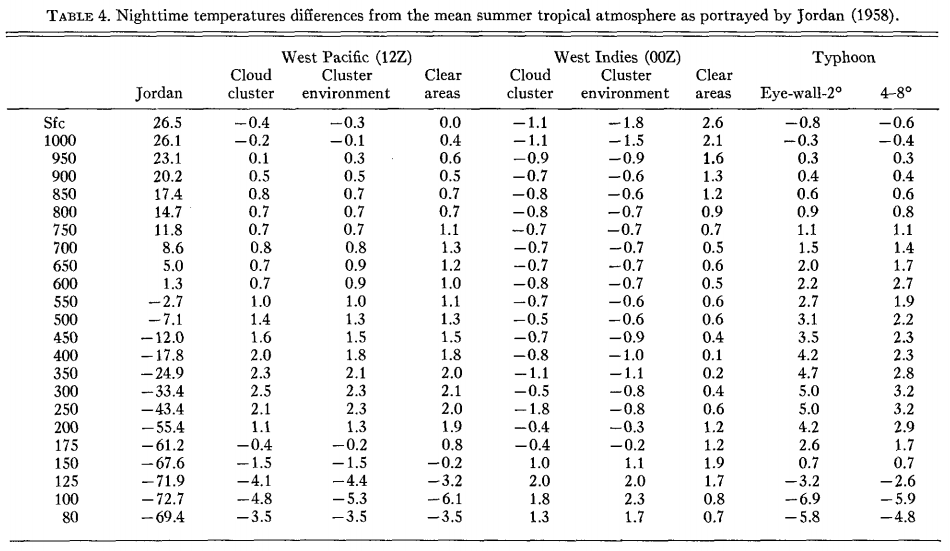 TABLE 4. Nighttime temperatures differences from the mean summer tropical atmosphere as portrayed by Jordan (1958).
West Pacific (12Z) West Indies (00Z) Typhoon
Cloud Cluster Clear Cloud Cluster Clear
Jordan cluster environment areas cluster environment areas Eye-wall-2° 4–8°
Sfc 26.5 −0.4 −0.3 0.0 −1.1 −1.8 2.6 −0.8 −0.6
1000 26.1 −0.2 −0.1 0.4 −1.1 −1.5 2.1 −0.3 −0.4
950 23.1 0.1 0.3 0.6 −0.9 −0.9 1.6 0.3 0.3
900 20.2 0.5 0.5 0.5 −0.7 −0.6 1.3 0.4 0.4
850 17.4 0.8 0.7 0.7 −0.8 −0.6 1.2 0.6 0.6
800 14.7 0.7 0.7 0.7 −0.8 −0.7 0.9 0.9 0.8
750 11.8 0.7 0.7 1.1 −0.7 −0.7 0.7 1.1 1.1
700 8.6 0.8 0.8 1.3 −0.7 −0.7 0.5 1.5 1.4
650 5.0 0.7 0.9 1.2 −0.7 −0.7 0.6 2.0 1.7
600 1.3 0.7 0.9 1.0 −0.8 −0.7 0.5 2.2 2.7
550 −2.7 1.0 1.0 1.1 −0.7 −0.6 0.6 2.7 1.9
500 −7.1 1.4 1.3 1.3 −0.5 −0.6 0.6 3.1 2.2
450 −12.0 1.6 1.5 1.5 −0.7 −0.9 0.4 3.5 2.3
400 −17.8 2.0 1.8 1.8 −0.8 −1.0 0.1 4.2 2.3
350 −24.9 2.3 2.1 2.0 −1.1 −1.1 0.2 4.7 2.8
300 −33.4 2.5 2.3 2.1 −0.5 −0.8 0.4 5.0 3.2
250 −43.4 2.1 2.3 2.0 −1.8 −0.8 0.6 5.0 3.2
200 −55.4 1.1 1.3 1.9 −0.4 −0.3 1.2 4.2 2.9
175 −61.2 −0.4 −0.2 0.8 −0.4 −0.2 1.2 2.6 1.7
150 −67.6 −1.5 −1.5 −0.2 1.0 1.1 1.9 0.7 0.7
125 −71.9 −4.1 −4.4 −3.2 2.0 2.0 1.7 −3.2 −2.6
100 −72.7 −4.8 −5.3 −6.1 1.8 2.3 0.8 −6.9 −5.9
80 −69.4 −3.5 −3.5 −3.5 1.3 1.7 0.7 −5.8 −4.8